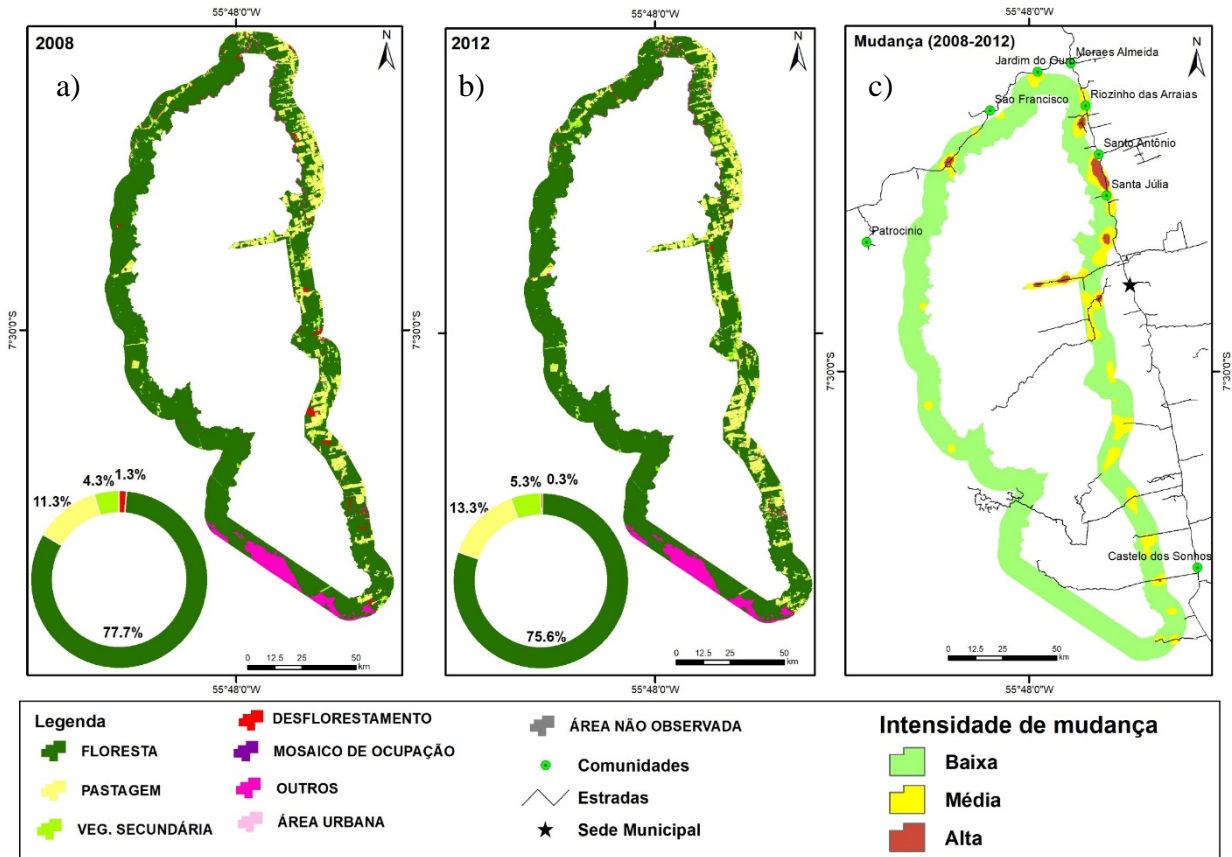 55°48'0"W
55°48'0"W
55°48'0"W
2008
a)
N
2012
b)
N
Mudança (2008-2012)
c)
N
Moraes Almeida
Jardim do Ouro
São Francisco
Riozinho das Arraias
Santo Antônio
Santa Júlia
Patrocinio
Castelo dos Sonhos
7°30'0"S
7°30'0"S
7°30'0"S
4.3%
1.3%
11.3%
77.7%
5.3%
0.3%
13.3%
75.6%
0 12.5 25 50
km
0 12.5 25 50
km
0 12.5 25 50
km
55°48'0"W
55°48'0"W
55°48'0"W
Legenda
FLORESTA
PASTAGEM
VEG. SECUNDÁRIA
DESFLORESTAMENTO
MOSAICO DE OCUPAÇÃO
OUTROS
ÁREA URBANA
ÁREA NÃO OBSERVADA
Comunidades
Estradas
Sede Municipal
Intensidade de mudança
Baixa
Média
Alta